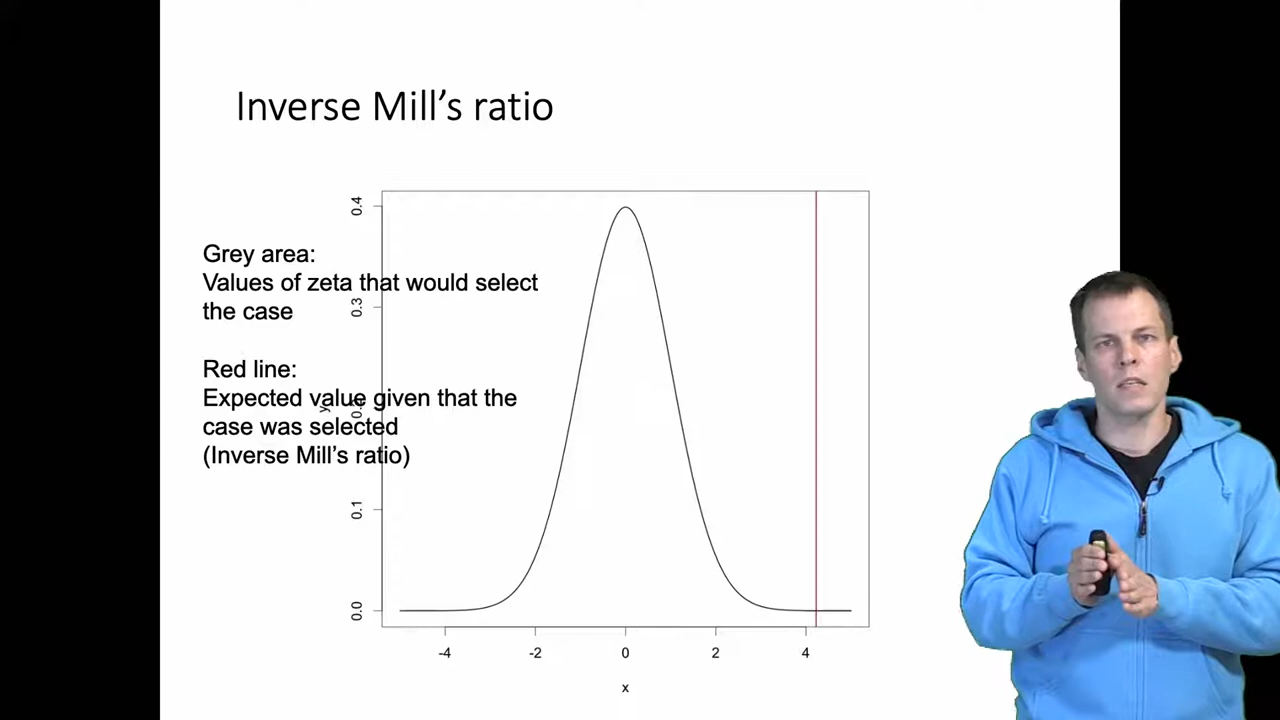 Inverse Mill's ratio
Grey area:
Values of zeta that would select
the case
Red line:
Expected value given that the
case was selected
(Inverse Mill's ratio)
0.4
0.3
0.1
0.0
y
-4
-2
0
2
4
x